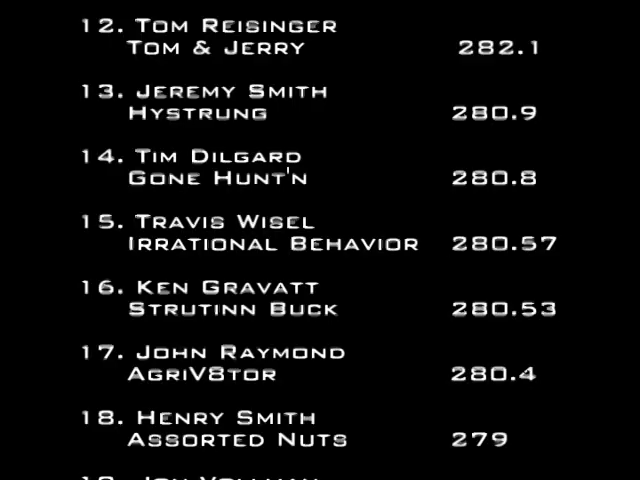 12. Tom Reisinger
Tom & Jerry 282.1
13. Jeremy Smith
Hystrung 280.9
14. Tim Dilgard
Gone Hunt'n 280.8
15. Travis Wisel
Irrational Behavior 280.57
16. Ken Gravatt
Strutinn Buck 280.53
17. John Raymond
AgriV8tor 280.4
18. Henry Smith
Assorted Nuts 279